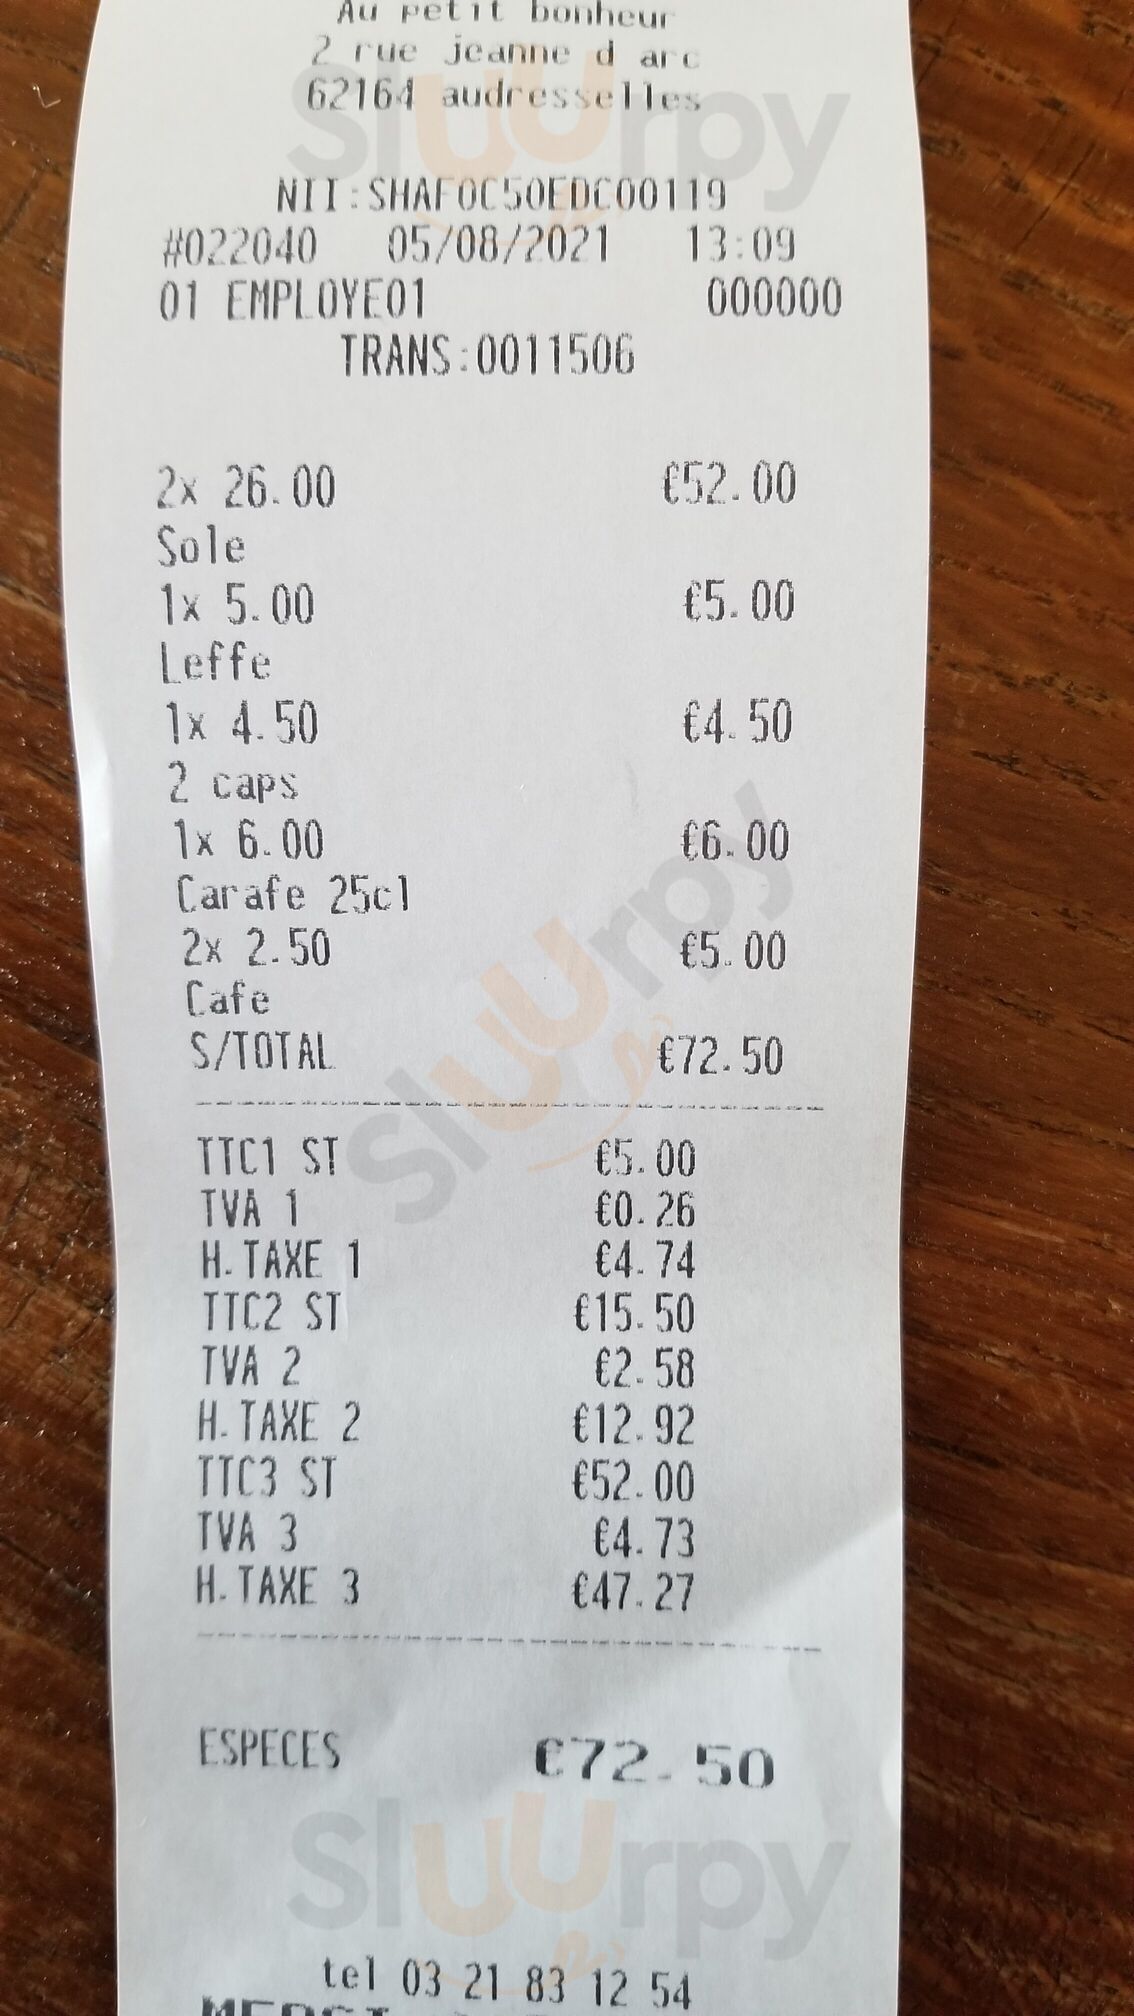 Au petit bonheur
2 rue jeanne d arc
62164 audresselles
NII:SHAF0C50EDC00119
#022040 05/08/2021 13:09
01 EMPLOYE01 000000
TRANS:0011506
2x 26.00 €52.00
Sole
1x 5.00 €5.00
Leffe
1x 4.50 €4.50
2 caps
1x 6.00 €6.00
Carafe 25cl
2x 2.50 €5.00
Cafe
S/TOTAL €72.50
TTC1 ST €5.00
TVA 1 €0.26
H.TAXE 1 €4.74
TTC2 ST €15.50
TVA 2 €2.58
H.TAXE 2 €12.92
TTC3 ST €52.00
TVA 3 €4.73
H.TAXE 3 €47.27
ESPECES €72.50
tel 03 21 83 12 54
Sluurpy
Sluurpy
Sluurpy